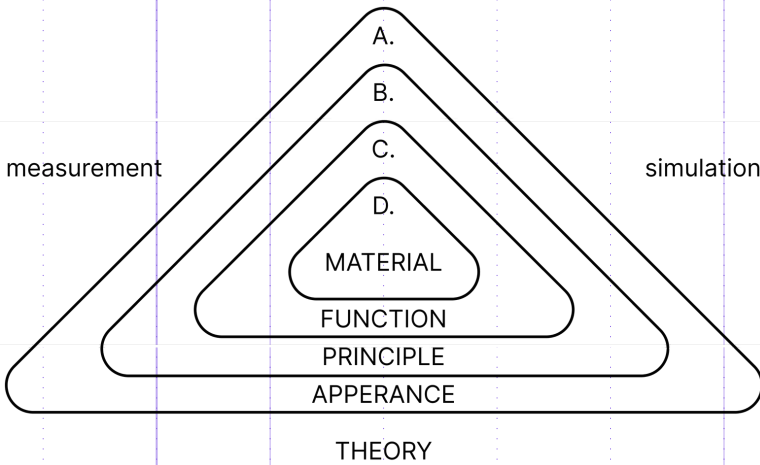 A.
B.
C.
measurement
simulation
D.
MATERIAL
FUNCTION
PRINCIPLE
APPERANCE
THEORY